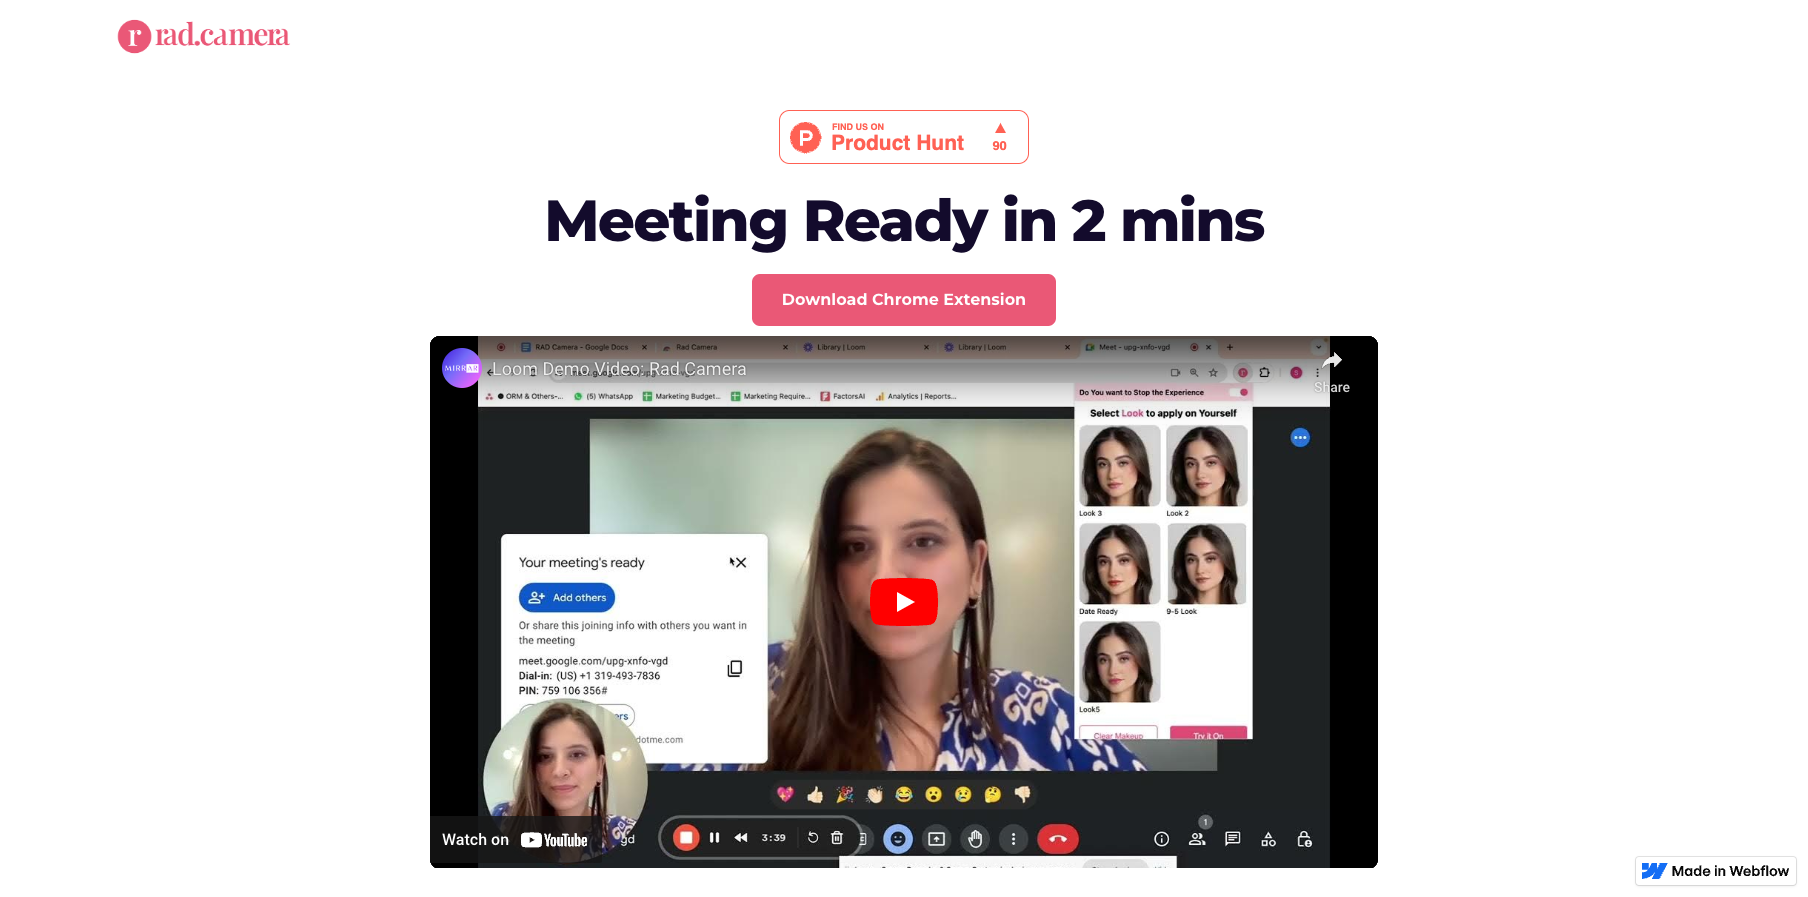 r rad.camera
FIND US ON
Product Hunt
90
Meeting Ready in 2 mins
Download Chrome Extension
RAD Camera - Google Docs
Rad Camera
Library | Loom
Library | Loom
Meet - upg-xnfo-vgd
MIRRAR
Loom Demo Video: Rad Camera
Share
ORM & Others-...
(5) WhatsApp
Marketing Budget...
Marketing Require...
FactorsAI
Analytics | Reports...
Do You want to Stop the Experience
Select Look to apply on Yourself
Look 3
Look 2
Date Ready
9-5 Look
Look5
Clear Makeup
Try it On
Your meeting's ready
Add others
Or share this joining info with others you want in
the meeting
meet.google.com/upg-xnfo-vgd
Dial-in: (US) +1 319-493-7836
PIN: 759 106 356#
ers
dotme.com
Watch on YouTube
gd
3:39
1
Made in Webflow